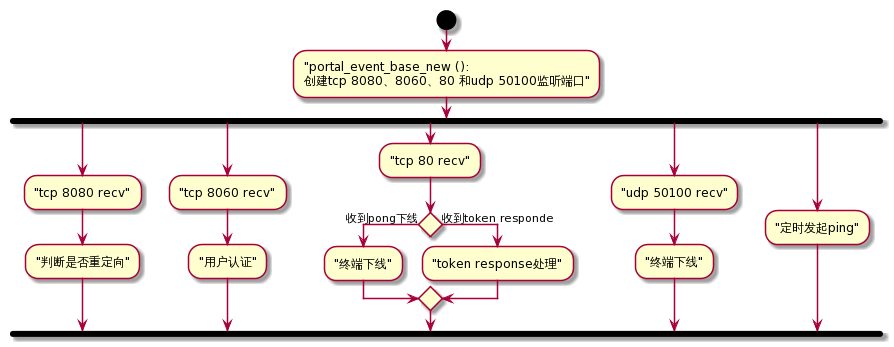 "portal_event_base_new ():
创建tcp 8080、8060、80 和udp 50100监听端口"
"tcp 8080 recv"
"判断是否重定向"
"tcp 8060 recv"
"用户认证"
"tcp 80 recv"
收到pong下线
收到token responde
"终端下线"
"token response处理"
"udp 50100 recv"
"终端下线"
"定时发起ping"